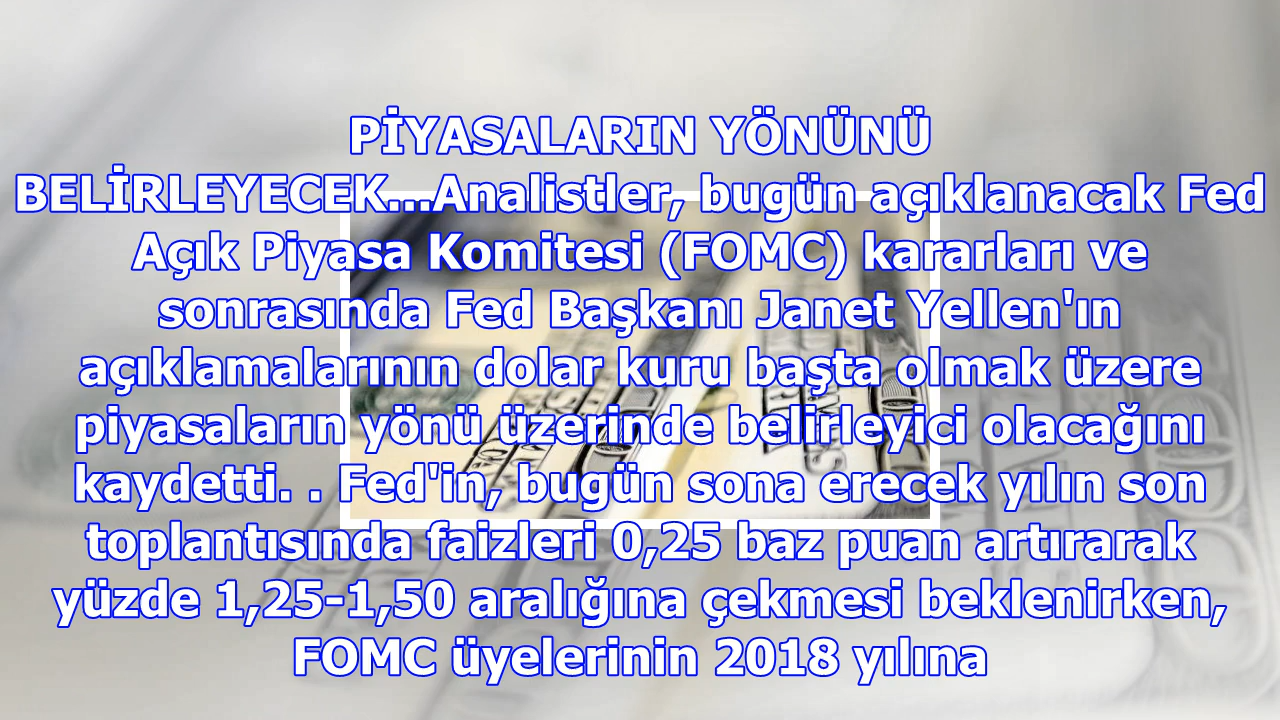 PİYASALARIN YÖNÜNÜ
BELİRLEYECEK...Analistler, bugün açıklanacak Fed
Açık Piyasa Komitesi (FOMC) kararları ve
sonrasında Fed Başkanı Janet Yellen'ın
açıklamalarının dolar kuru başta olmak üzere
piyasaların yönü üzerinde belirleyici olacağını
kaydetti. . Fed'in, bugün sona erecek yılın son
toplantısında faizleri 0,25 baz puan artırarak
yüzde 1,25-1,50 aralığına çekmesi beklenirken,
FOMC üyelerinin 2018 yılına